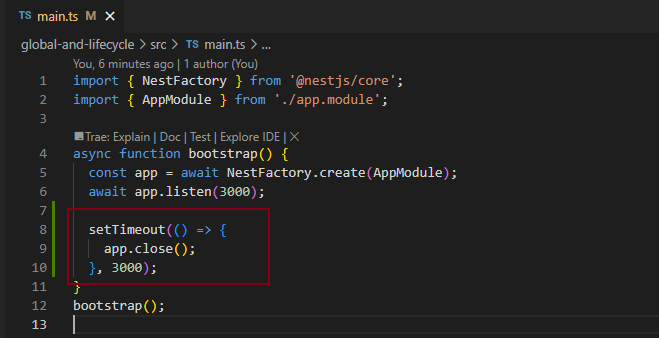 TS main.ts M ×
global-and-lifecycle > src > TS main.ts > ...
You, 6 minutes ago | 1 author (You)
1 import { NestFactory } from '@nestjs/core';
2 import { AppModule } from './app.module';
3
Trae: Explain | Doc | Test | Explore IDE | ×
4 async function bootstrap() {
5   const app = await NestFactory.create(AppModule);
6   await app.listen(3000);
7
8   setTimeout(() => {
9     app.close();
10   }, 3000);
11 }
12 bootstrap();
13